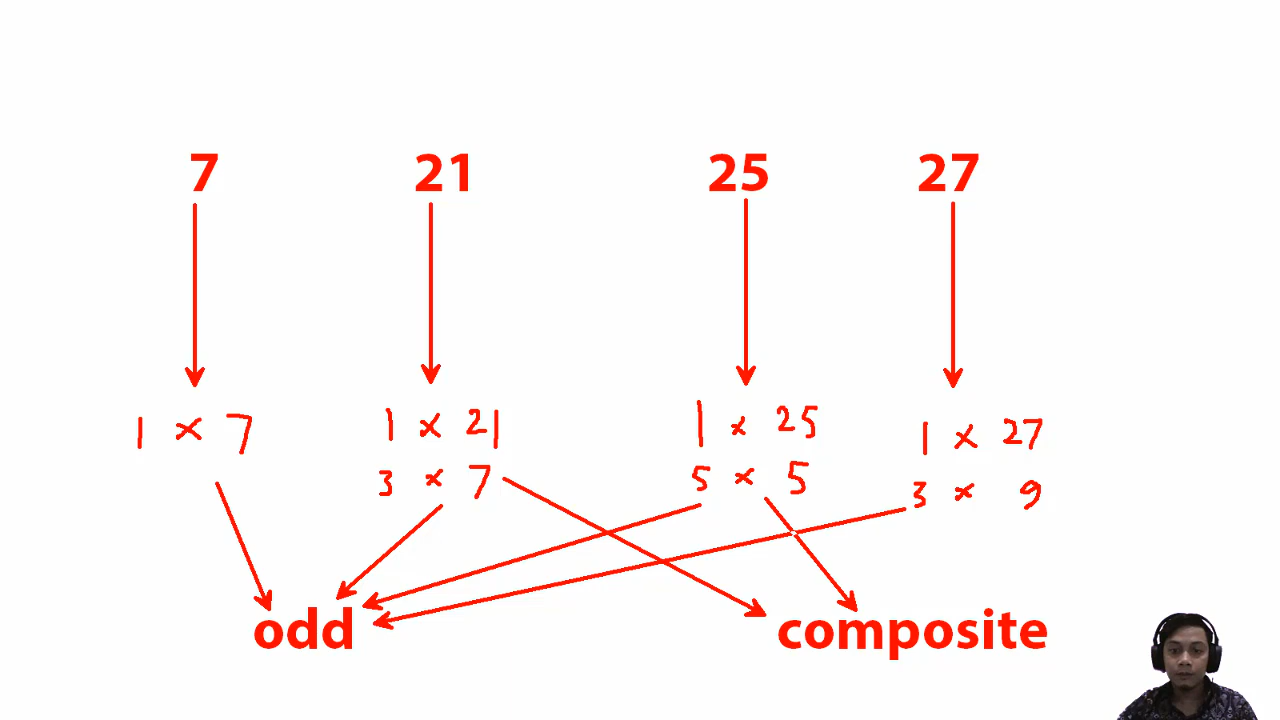 7 21 25 27
1 x 7 1 x 21 1 x 25 1 x 27
3 x 7 5 x 5 3 x 9
odd composite